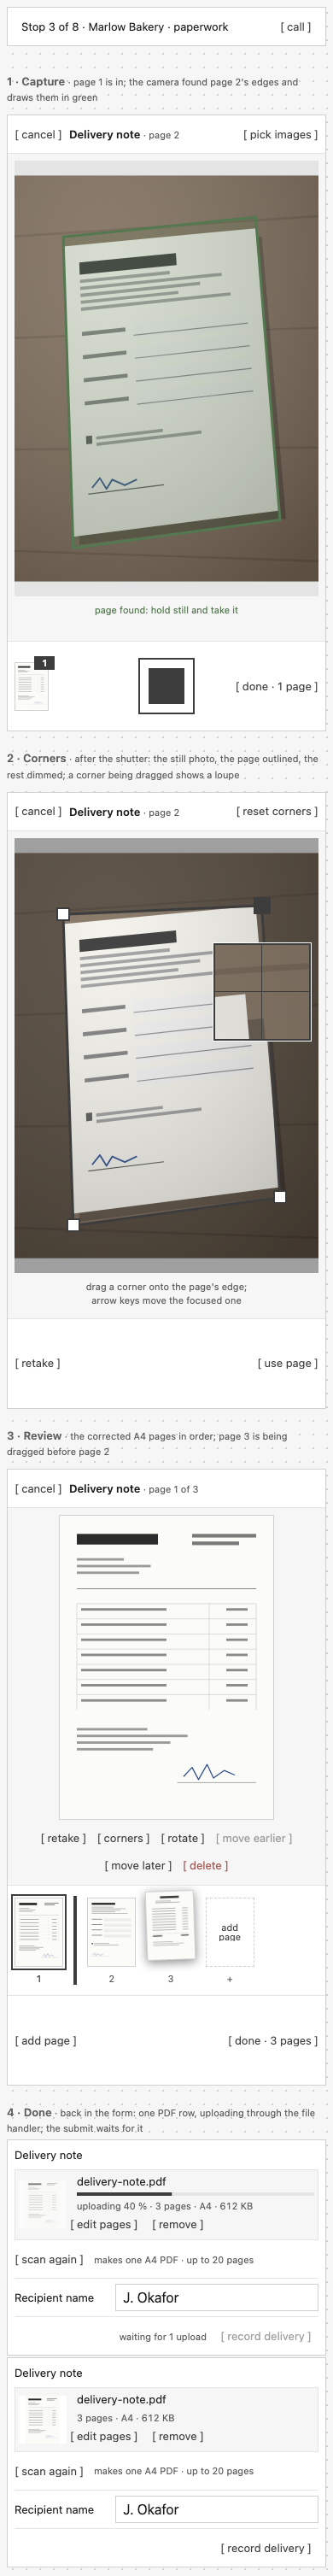 Stop 3 of 8 · Marlow Bakery · paperwork [ call ]
1 · Capture · page 1 is in; the camera found page 2's edges and
draws them in green
[ cancel ] Delivery note · page 2 [ pick images ]
page found: hold still and take it
1
[ done · 1 page ]
2 · Corners · after the shutter: the still photo, the page outlined, the
rest dimmed; a corner being dragged shows a loupe
[ cancel ] Delivery note · page 2 [ reset corners ]
drag a corner onto the page's edge;
arrow keys move the focused one
[ retake ] [ use page ]
3 · Review · the corrected A4 pages in order; page 3 is being
dragged before page 2
[ cancel ] Delivery note · page 1 of 3
[ retake ] [ corners ] [ rotate ] [ move earlier ]
[ move later ] [ delete ]
add
page
1 2 3 +
[ add page ] [ done · 3 pages ]
4 · Done · back in the form: one PDF row, uploading through the file
handler; the submit waits for it
Delivery note
delivery-note.pdf
uploading 40 % · 3 pages · A4 · 612 KB
[ edit pages ] [ remove ]
[ scan again ] makes one A4 PDF · up to 20 pages
Recipient name J. Okafor
waiting for 1 upload [ record delivery ]
Delivery note
delivery-note.pdf
3 pages · A4 · 612 KB
[ edit pages ] [ remove ]
[ scan again ] makes one A4 PDF · up to 20 pages
Recipient name J. Okafor
[ record delivery ]